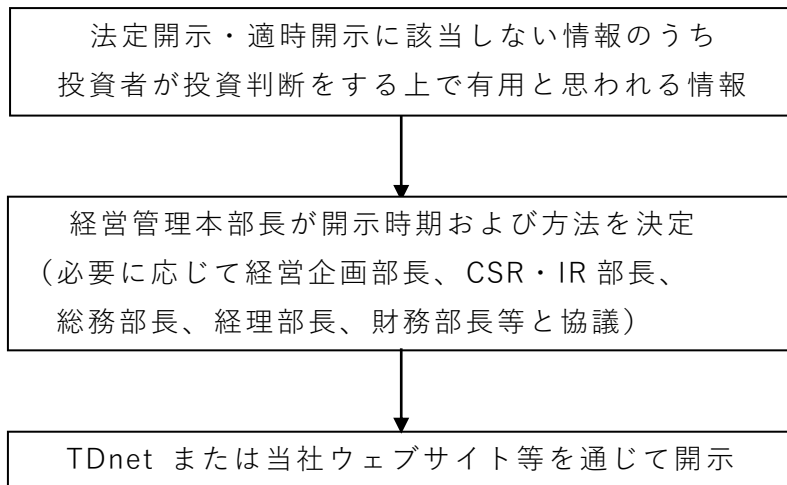 法定開示・適時開示に該当しない情報のうち
投資者が投資判断をする上で有用と思われる情報
経営管理本部長が開示時期および方法を決定
（必要に応じて経営企画部長、CSR・IR 部長、
総務部長、経理部長、財務部長等と協議）
TDnet または当社ウェブサイト等を通じて開示